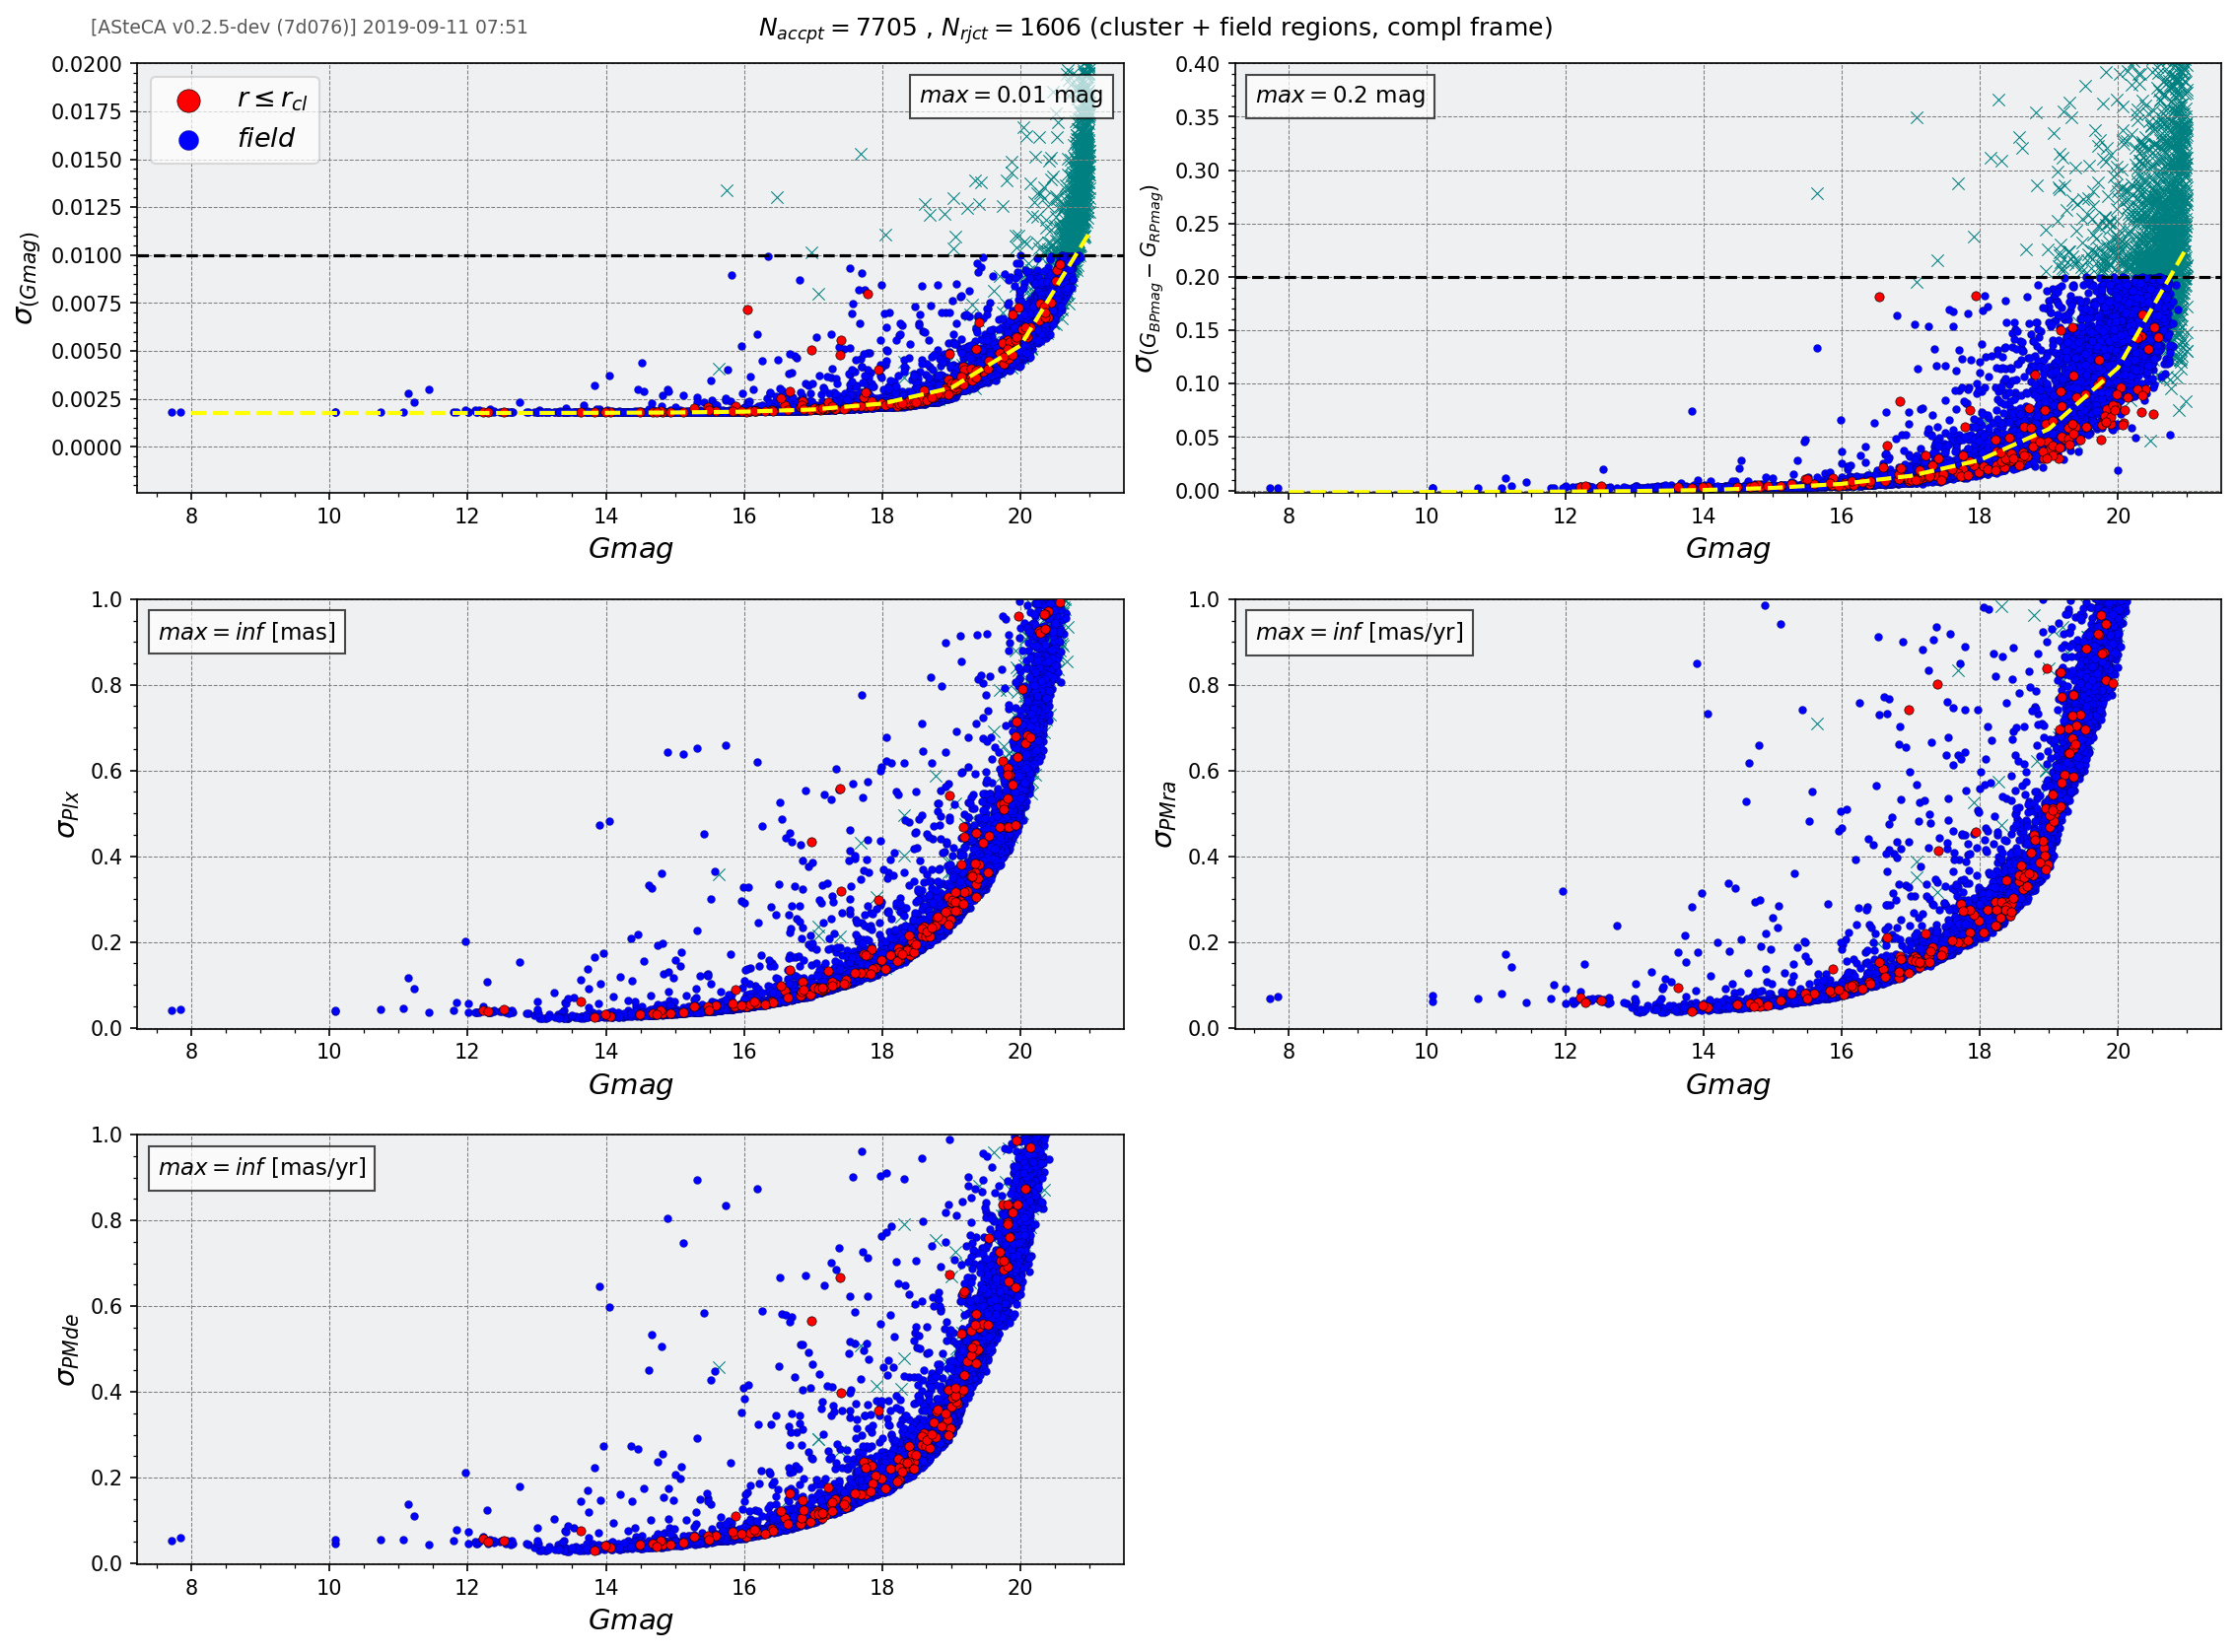 [ASteCA v0.2.5-dev (7d076)] 2019-09-11 07:51
N_accpt = 7705 , N_rjct = 1606 (cluster + field regions, compl frame)
0.0200
0.0175
0.0150
0.0125
0.0100
0.0075
0.0050
0.0025
0.0000
σ(Gmag)
r ≤ r_cl
field
max = 0.01 mag
8 10 12 14 16 18 20
Gmag
0.40
0.35
0.30
0.25
0.20
0.15
0.10
0.05
0.00
σ(G_BPmag − G_RPmag)
max = 0.2 mag
8 10 12 14 16 18 20
Gmag
1.0
0.8
0.6
0.4
0.2
0.0
σ_Plx
max = inf [mas]
8 10 12 14 16 18 20
Gmag
1.0
0.8
0.6
0.4
0.2
0.0
σ_PMra
max = inf [mas/yr]
8 10 12 14 16 18 20
Gmag
1.0
0.8
0.6
0.4
0.2
0.0
σ_PMde
max = inf [mas/yr]
8 10 12 14 16 18 20
Gmag